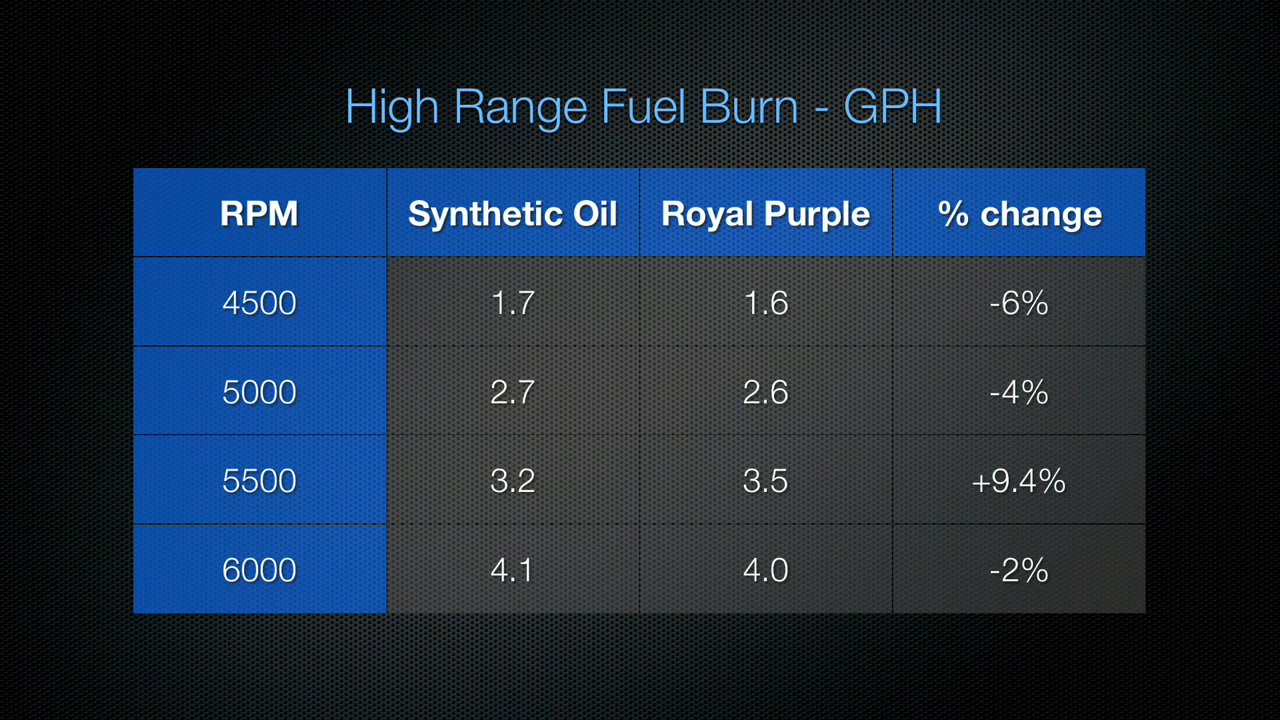 High Range Fuel Burn - GPH
RPM Synthetic Oil Royal Purple % change
4500 1.7 1.6 -6%
5000 2.7 2.6 -4%
5500 3.2 3.5 +9.4%
6000 4.1 4.0 -2%